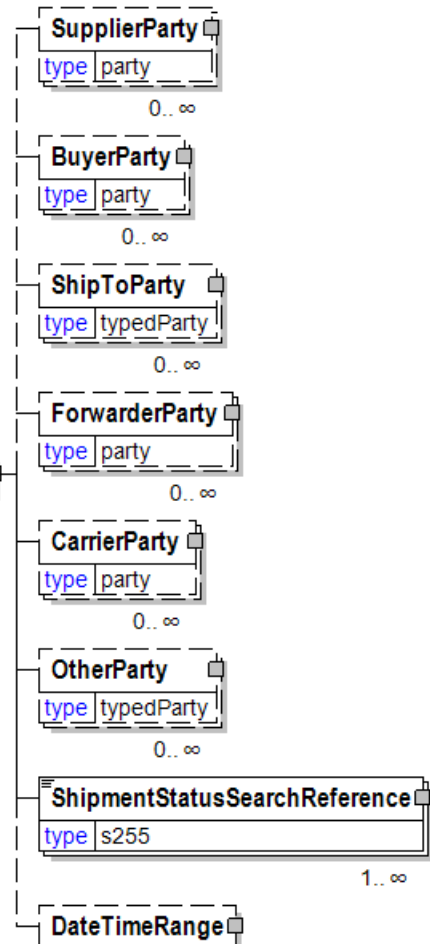 SupplierParty
type party
0.. ∞
BuyerParty
type party
0.. ∞
ShipToParty
type typedParty
0.. ∞
ForwarderParty
type party
0.. ∞
CarrierParty
type party
0.. ∞
OtherParty
type typedParty
0.. ∞
ShipmentStatusSearchReference
type s255
1.. ∞
DateTimeRange